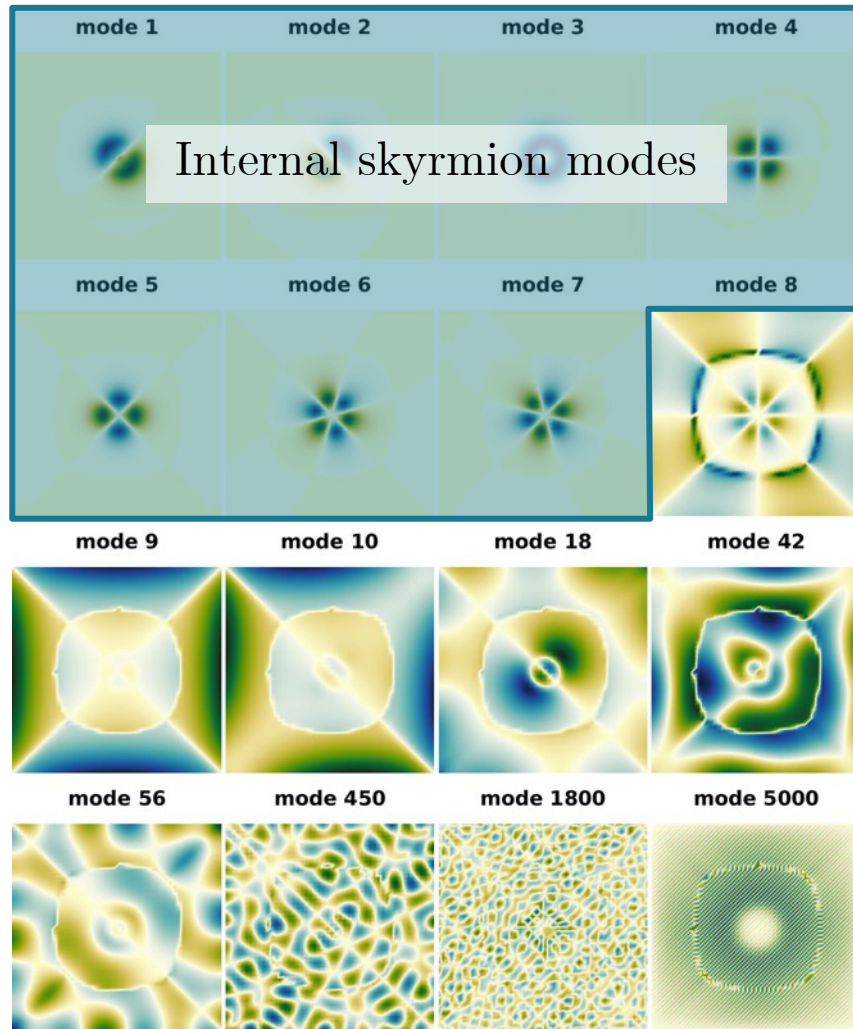 mode 1 mode 2 mode 3 mode 4
Internal skyrmion modes
mode 5 mode 6 mode 7 mode 8
mode 9 mode 10 mode 18 mode 42
mode 56 mode 450 mode 1800 mode 5000